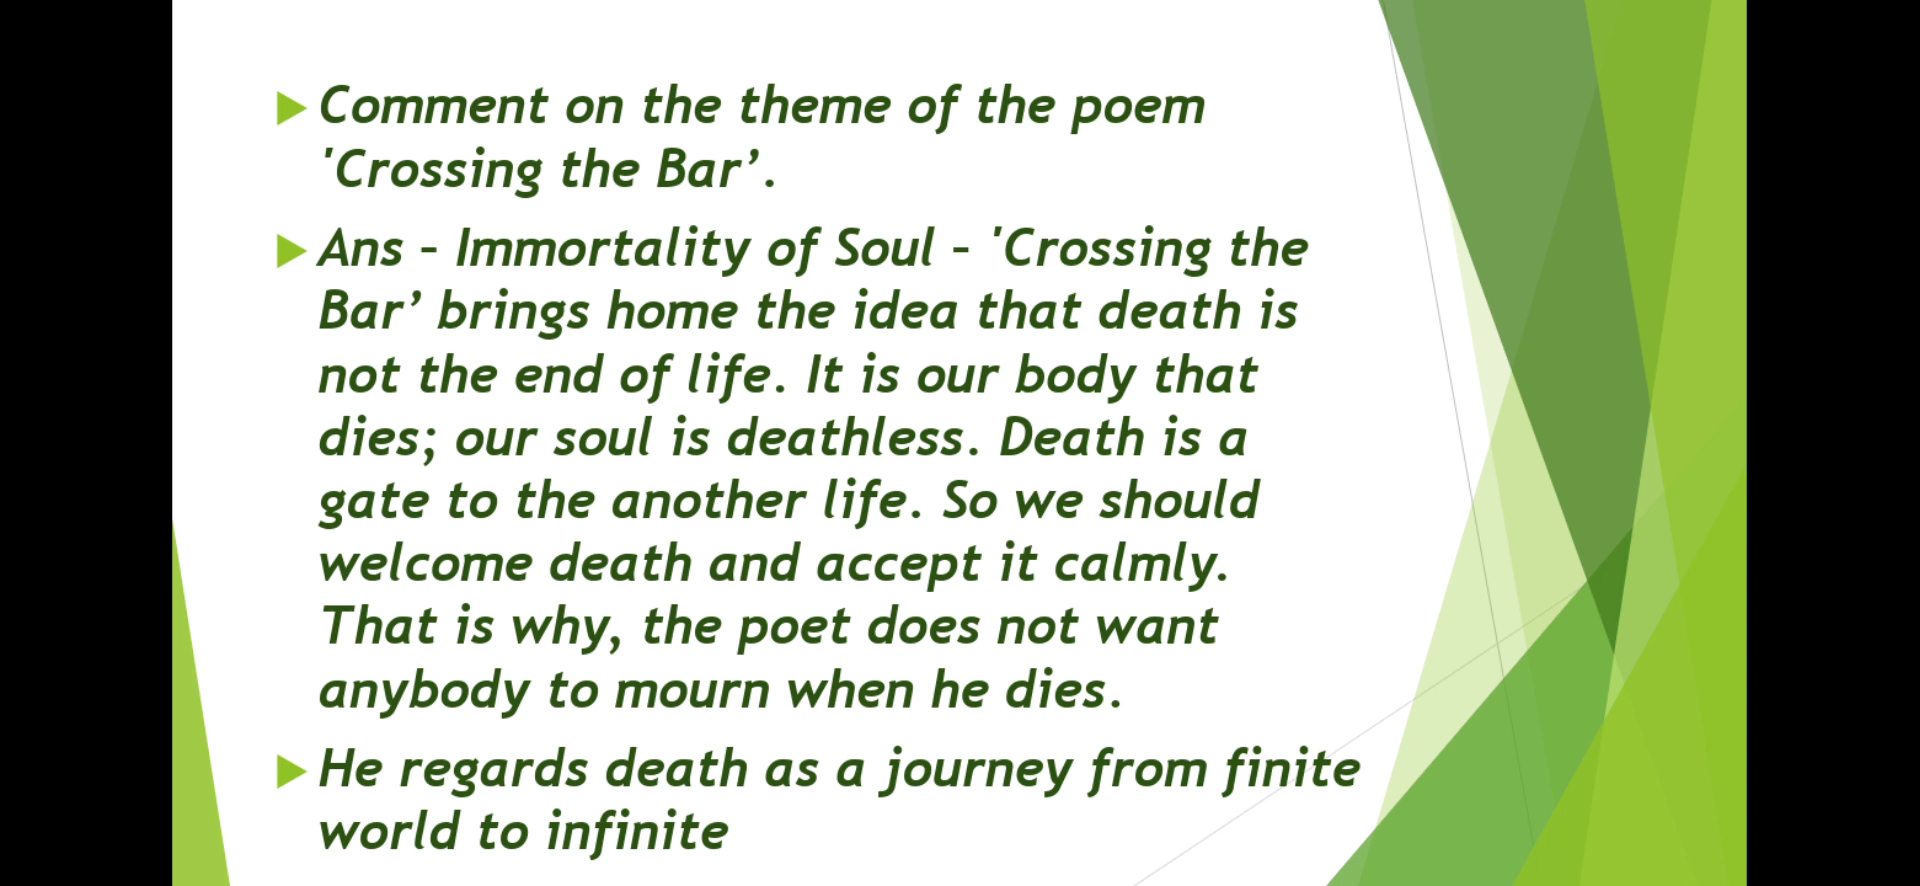 Comment on the theme of the poem
'Crossing the Bar’.
Ans – Immortality of Soul – 'Crossing the
Bar’ brings home the idea that death is
not the end of life. It is our body that
dies; our soul is deathless. Death is a
gate to the another life. So we should
welcome death and accept it calmly.
That is why, the poet does not want
anybody to mourn when he dies.
He regards death as a journey from finite
world to infinite